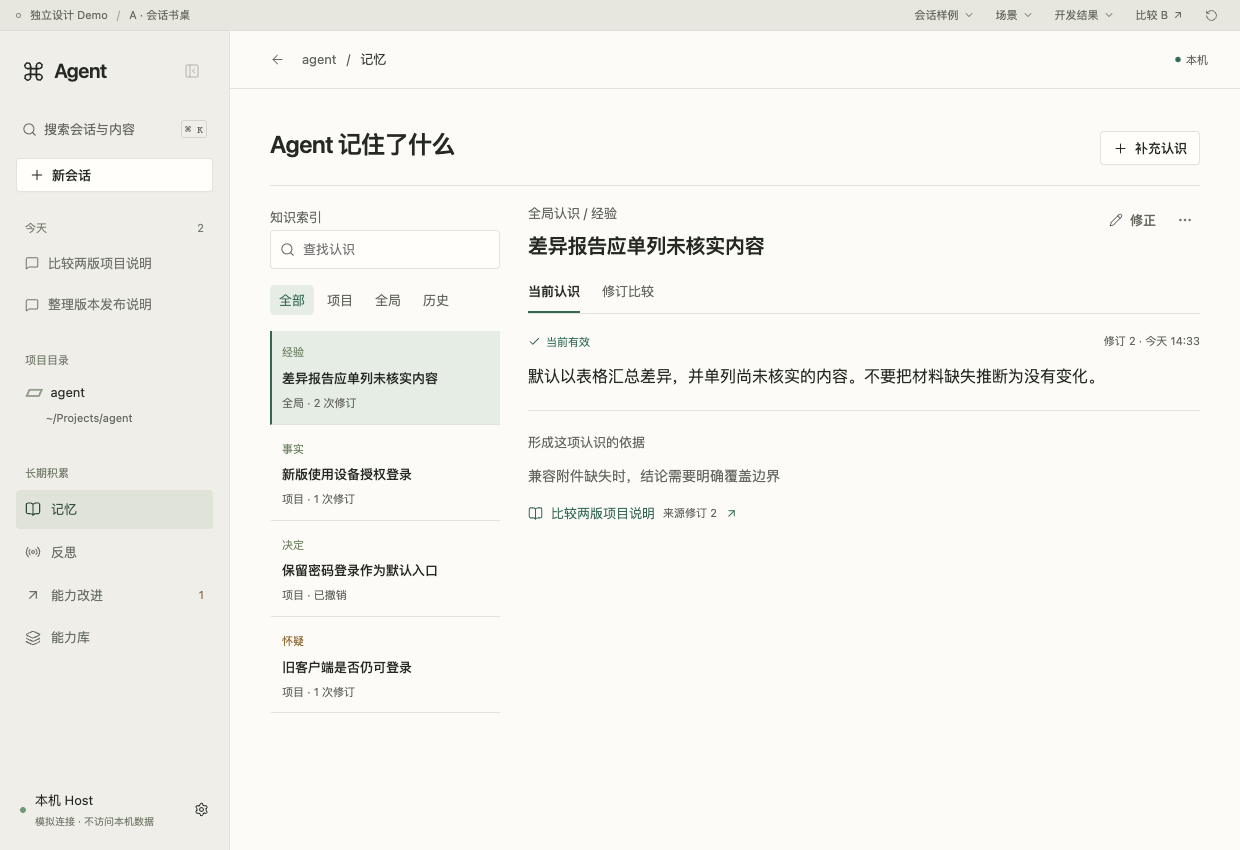 独立设计 Demo / A · 会话书桌
会话样例 场景 开发结果 比较 B
Agent
搜索会话与内容 ⌘ K
新会话
今天 2
比较两版项目说明
整理版本发布说明
项目目录
agent
~/Projects/agent
长期积累
记忆
反思
能力改进 1
能力库
本机 Host
模拟连接 · 不访问本机数据
agent / 记忆
本机
Agent 记住了什么
补充认识
知识索引
查找认识
全部 项目 全局 历史
经验
差异报告应单列未核实内容
全局 · 2 次修订
事实
新版使用设备授权登录
项目 · 1 次修订
决定
保留密码登录作为默认入口
项目 · 已撤销
怀疑
旧客户端是否仍可登录
项目 · 1 次修订
全局认识 / 经验
修正
差异报告应单列未核实内容
当前认识 修订比较
当前有效 修订 2 · 今天 14:33
默认以表格汇总差异，并单列尚未核实的内容。不要把材料缺失推断为没有变化。
形成这项认识的依据
兼容附件缺失时，结论需要明确覆盖边界
比较两版项目说明 来源修订 2